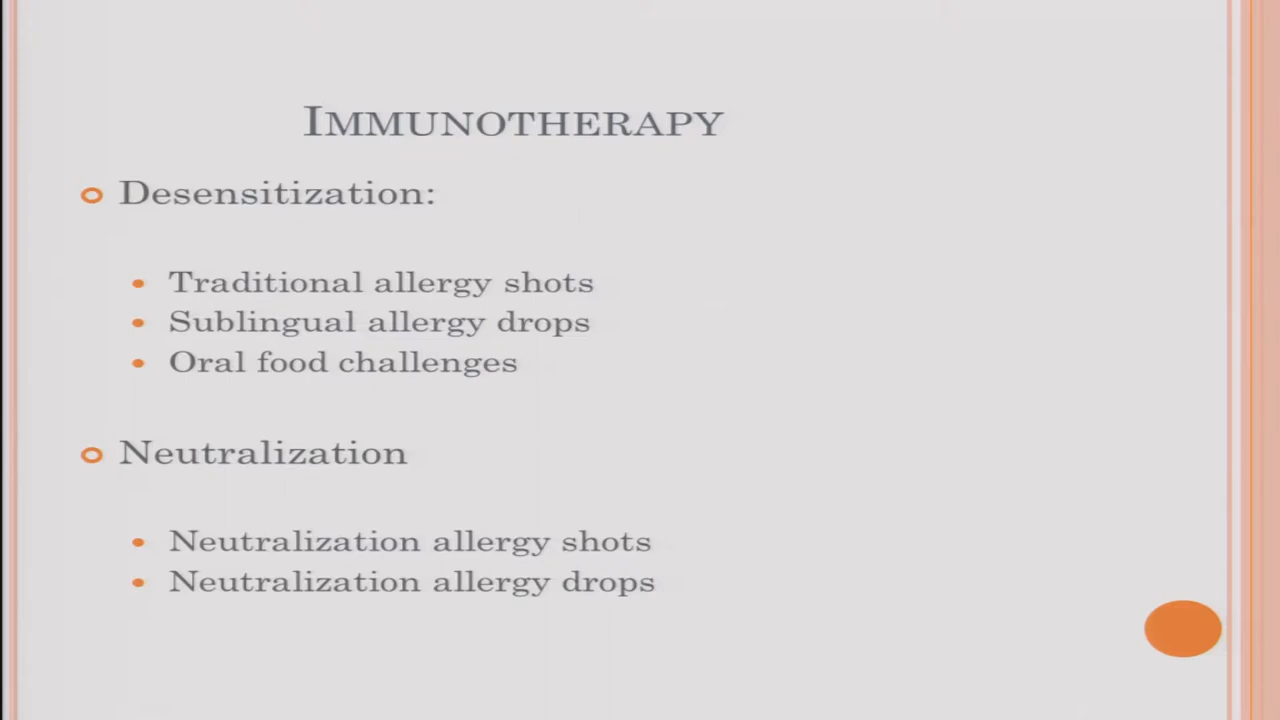 IMMUNOTHERAPY
Desensitization:
Traditional allergy shots
Sublingual allergy drops
Oral food challenges
Neutralization
Neutralization allergy shots
Neutralization allergy drops